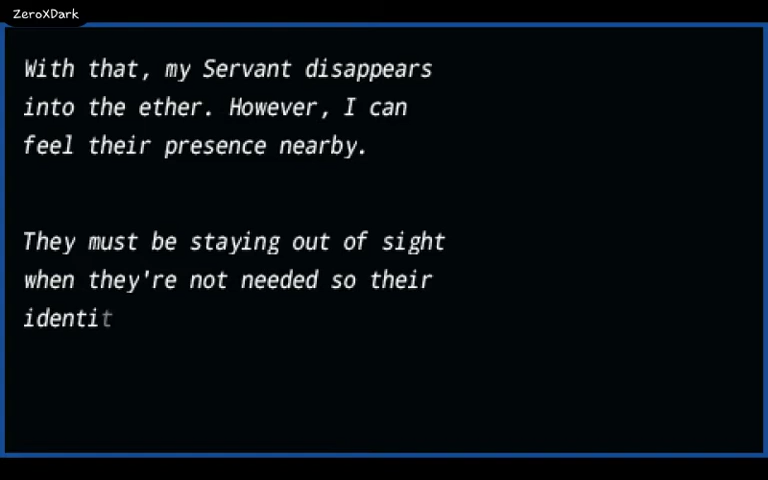 ZeroXDark
With that, my Servant disappears
into the ether. However, I can
feel their presence nearby.
They must be staying out of sight
when they're not needed so their
identit